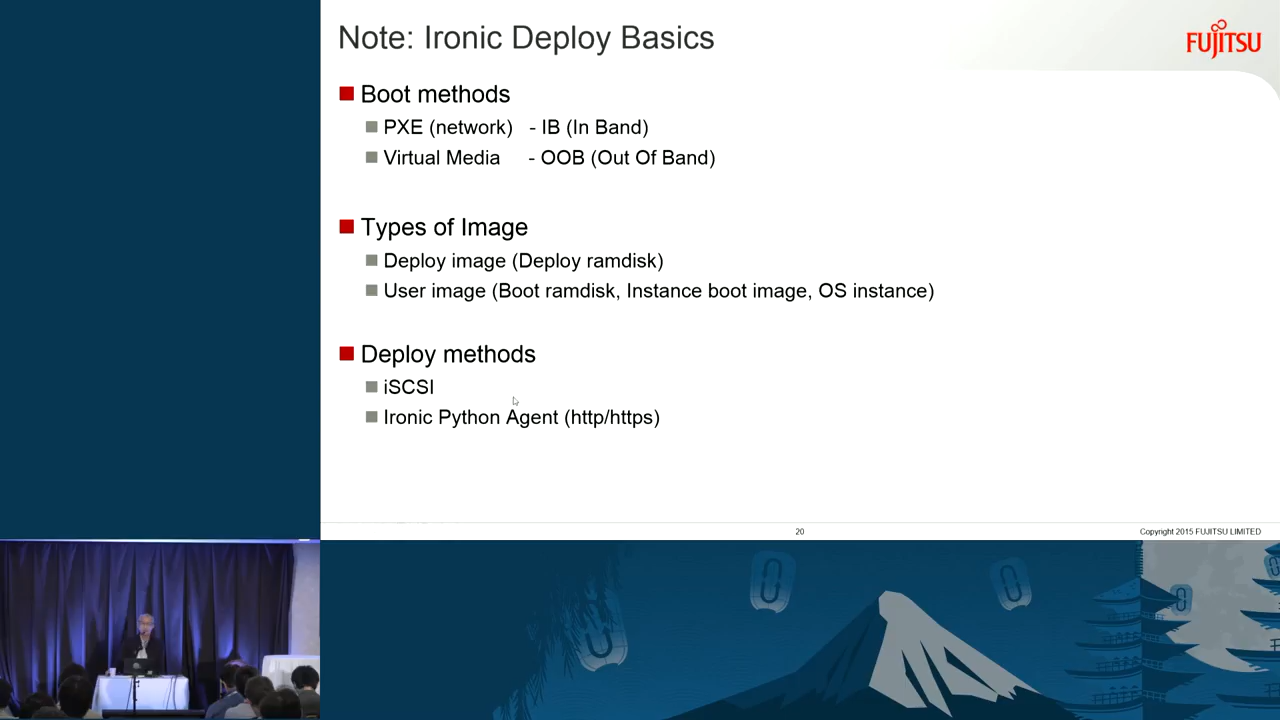 Note: Ironic Deploy Basics
FUJITSU
Boot methods
PXE (network) - IB (In Band)
Virtual Media - OOB (Out Of Band)
Types of Image
Deploy image (Deploy ramdisk)
User image (Boot ramdisk, Instance boot image, OS instance)
Deploy methods
iSCSI
Ironic Python Agent (http/https)
20
Copyright 2015 FUJITSU LIMITED